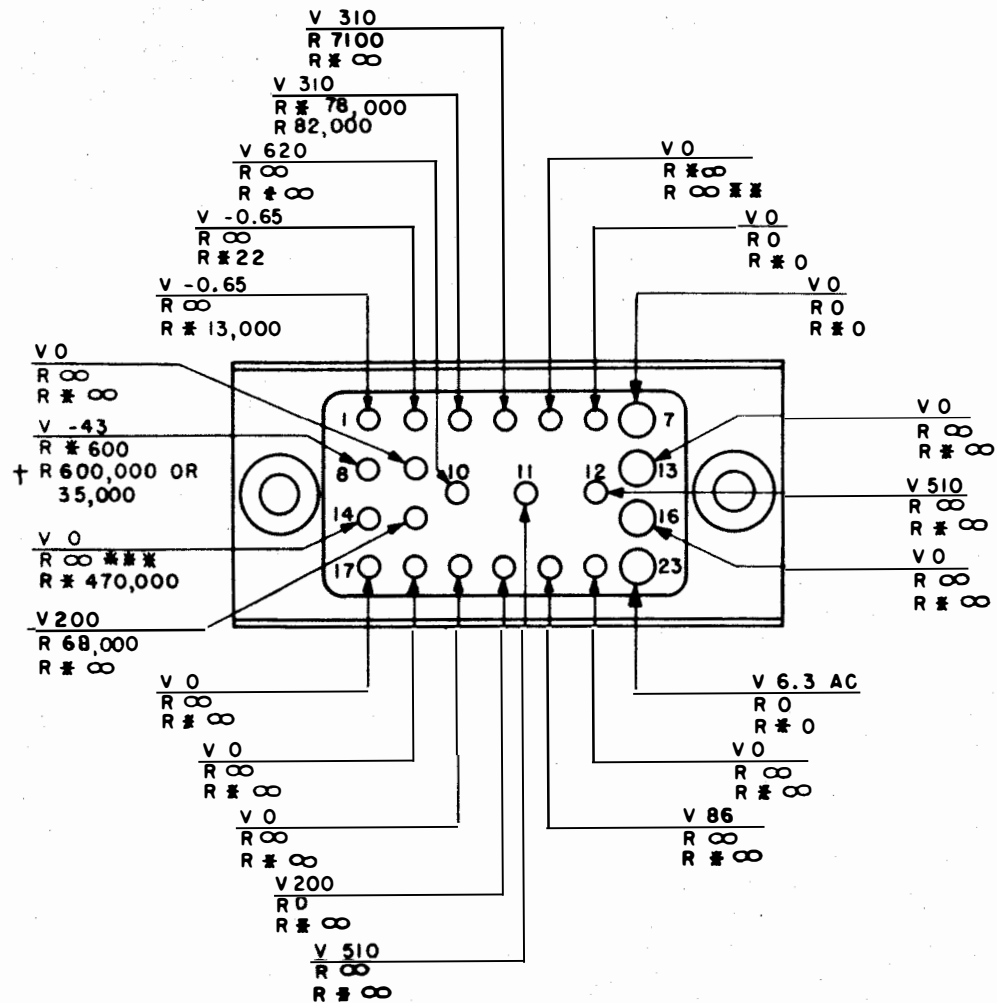 V 310
R 7100
R * ∞
V 310
R * 78,000
R 82,000
V 620
R ∞
R * ∞
V -0.65
R ∞
R * 22
V -0.65
R ∞
R * 13,000
V 0
R * ∞
R ∞ * *
V 0
R 0
R * 0
V 0
R 0
R * 0
V 0
R ∞
R * ∞
V -43
R * 600
† R 600,000 OR
35,000
V 0
R ∞ * * *
R * 470,000
V 200
R 68,000
R * ∞
1
7
8
10
11
12
13
14
16
17
23
V 0
R ∞
R * ∞
V 510
R ∞
R * ∞
V 0
R ∞
R * ∞
V 0
R ∞
R * ∞
V 0
R ∞
R * ∞
V 0
R ∞
R * ∞
V 200
R 0
R * ∞
V 510
R ∞
R * ∞
V 6.3 AC
R 0
R * 0
V 0
R ∞
R * ∞
V 86
R ∞
R * ∞